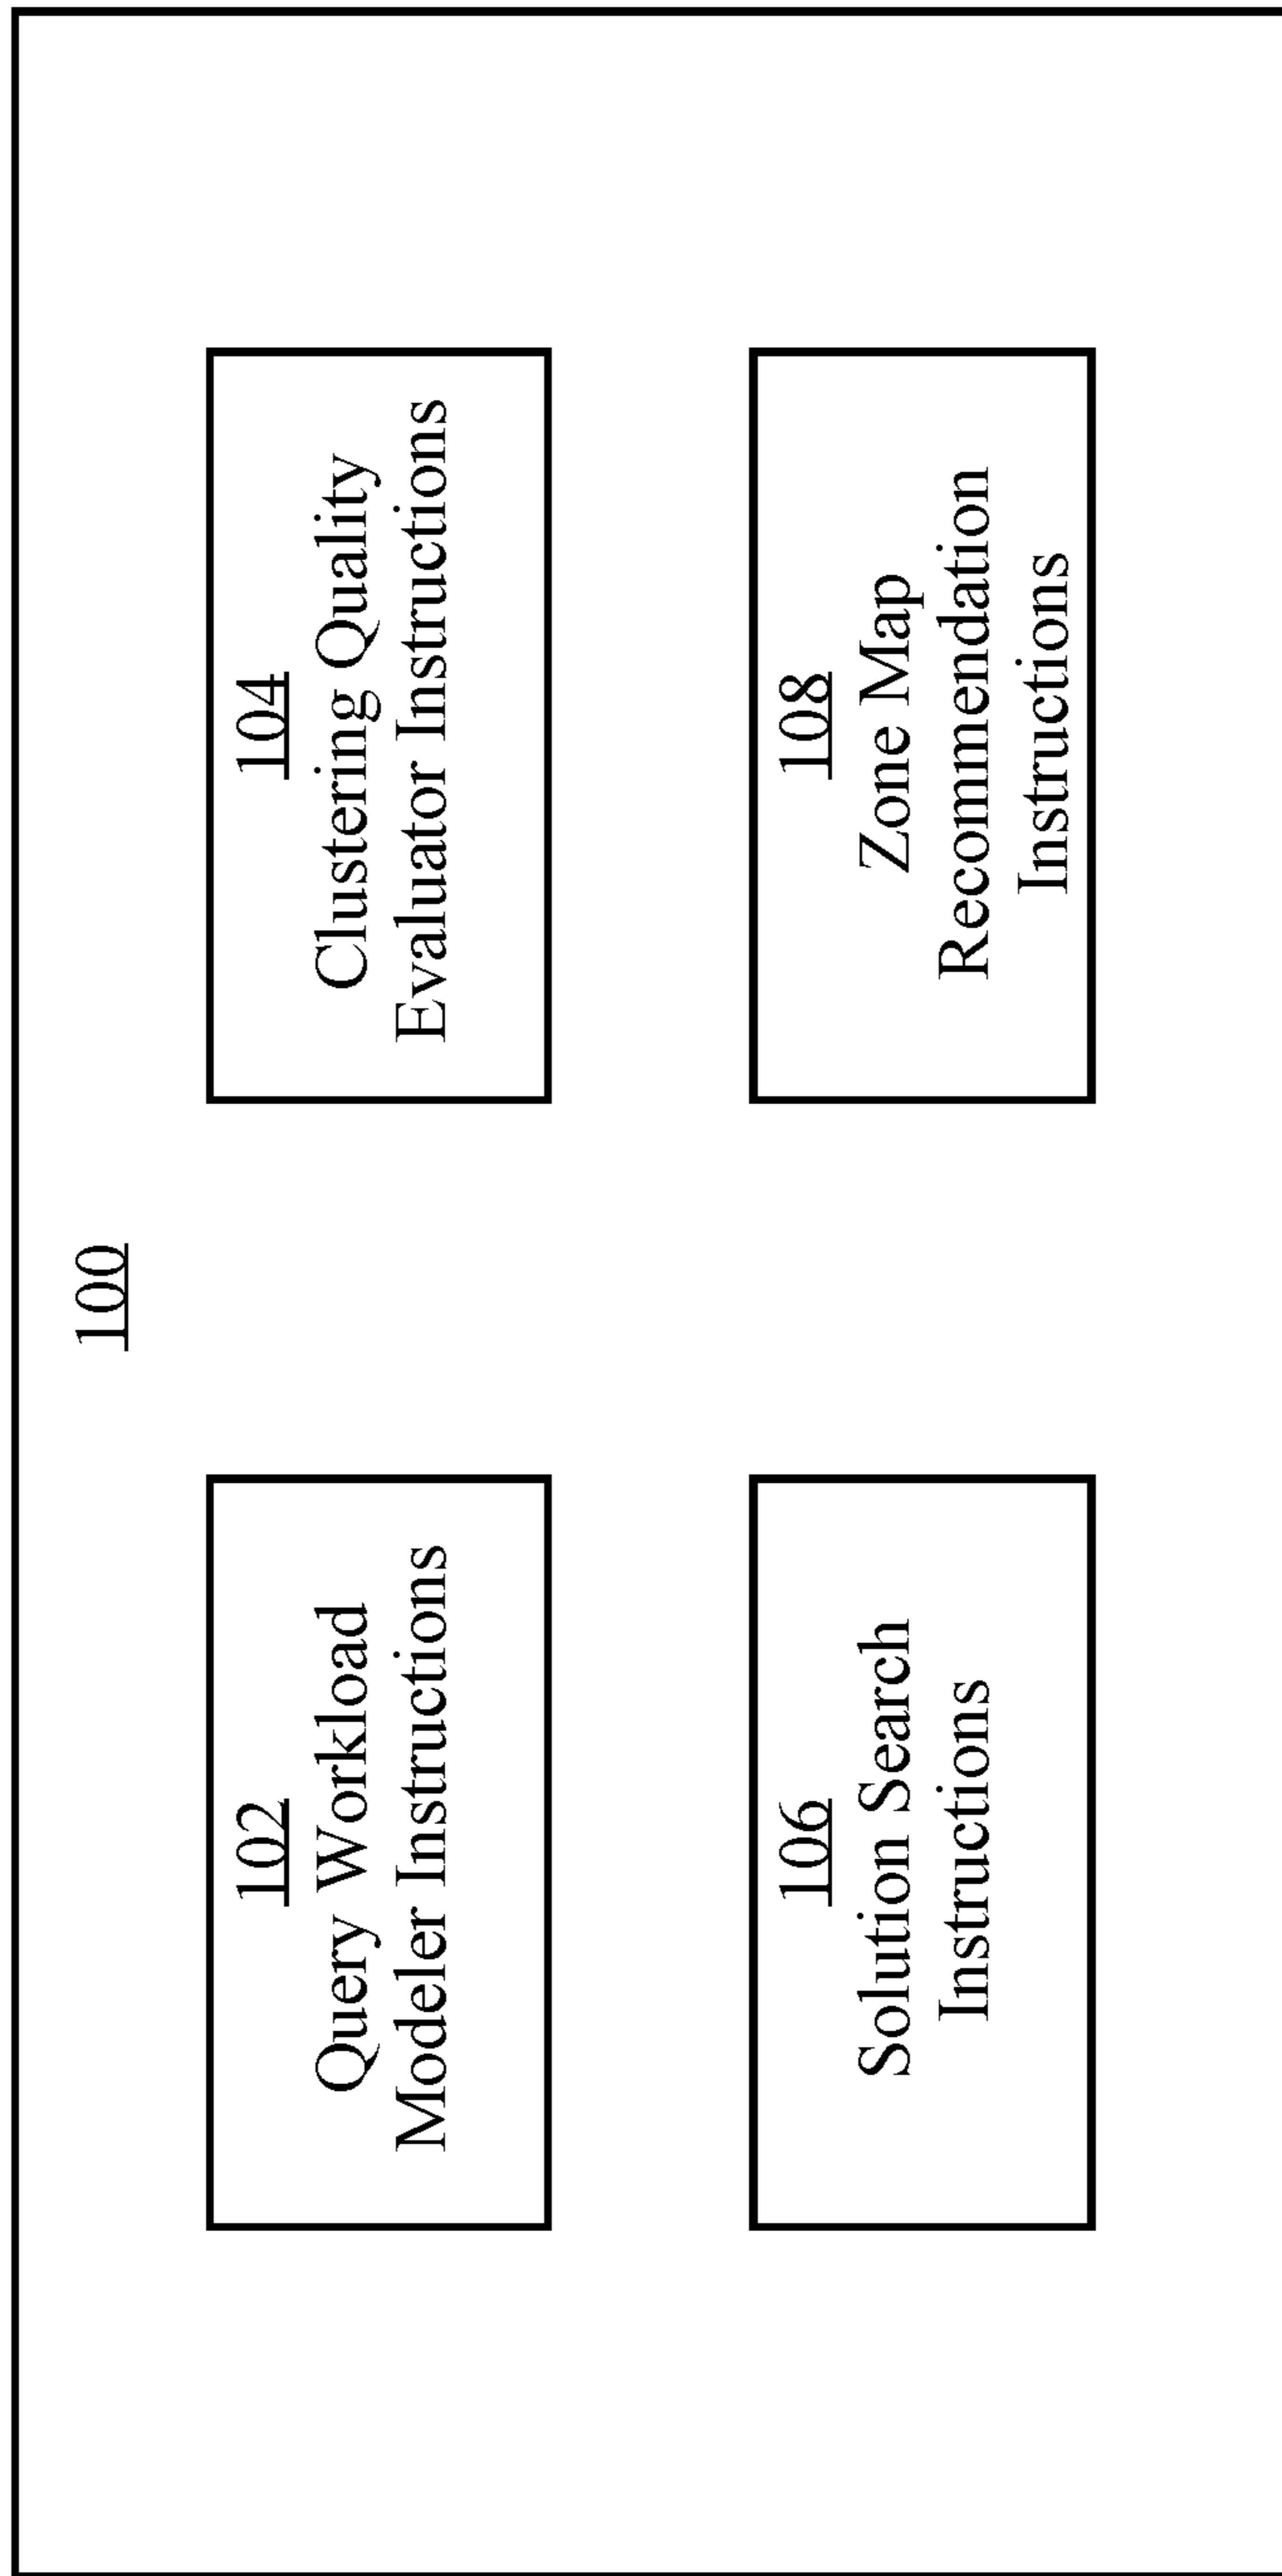 100
102
Query Workload
Modeler Instructions
104
Clustering Quality
Evaluator Instructions
106
Solution Search
Instructions
108
Zone Map
Recommendation
Instructions